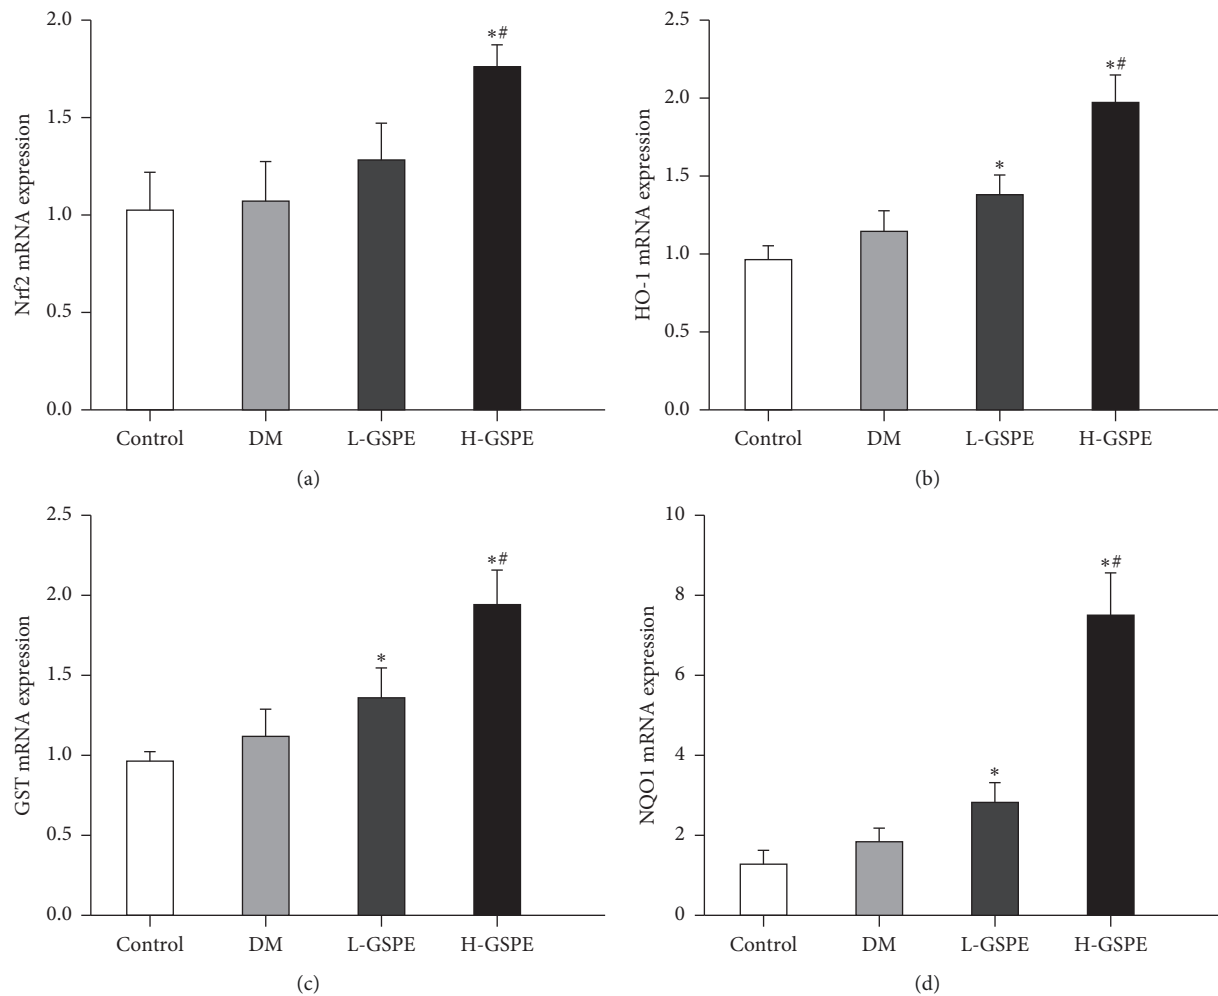 Nrf2 mRNA expression
2.0
1.5
1.0
0.5
0.0
*#
Control DM L-GSPE H-GSPE
(a)
HO-1 mRNA expression
2.5
2.0
1.5
1.0
0.5
0.0
*
*#
Control DM L-GSPE H-GSPE
(b)
GST mRNA expression
2.5
2.0
1.5
1.0
0.5
0.0
*
*#
Control DM L-GSPE H-GSPE
(c)
NQO1 mRNA expression
10
8
6
4
2
0
*
*#
Control DM L-GSPE H-GSPE
(d)